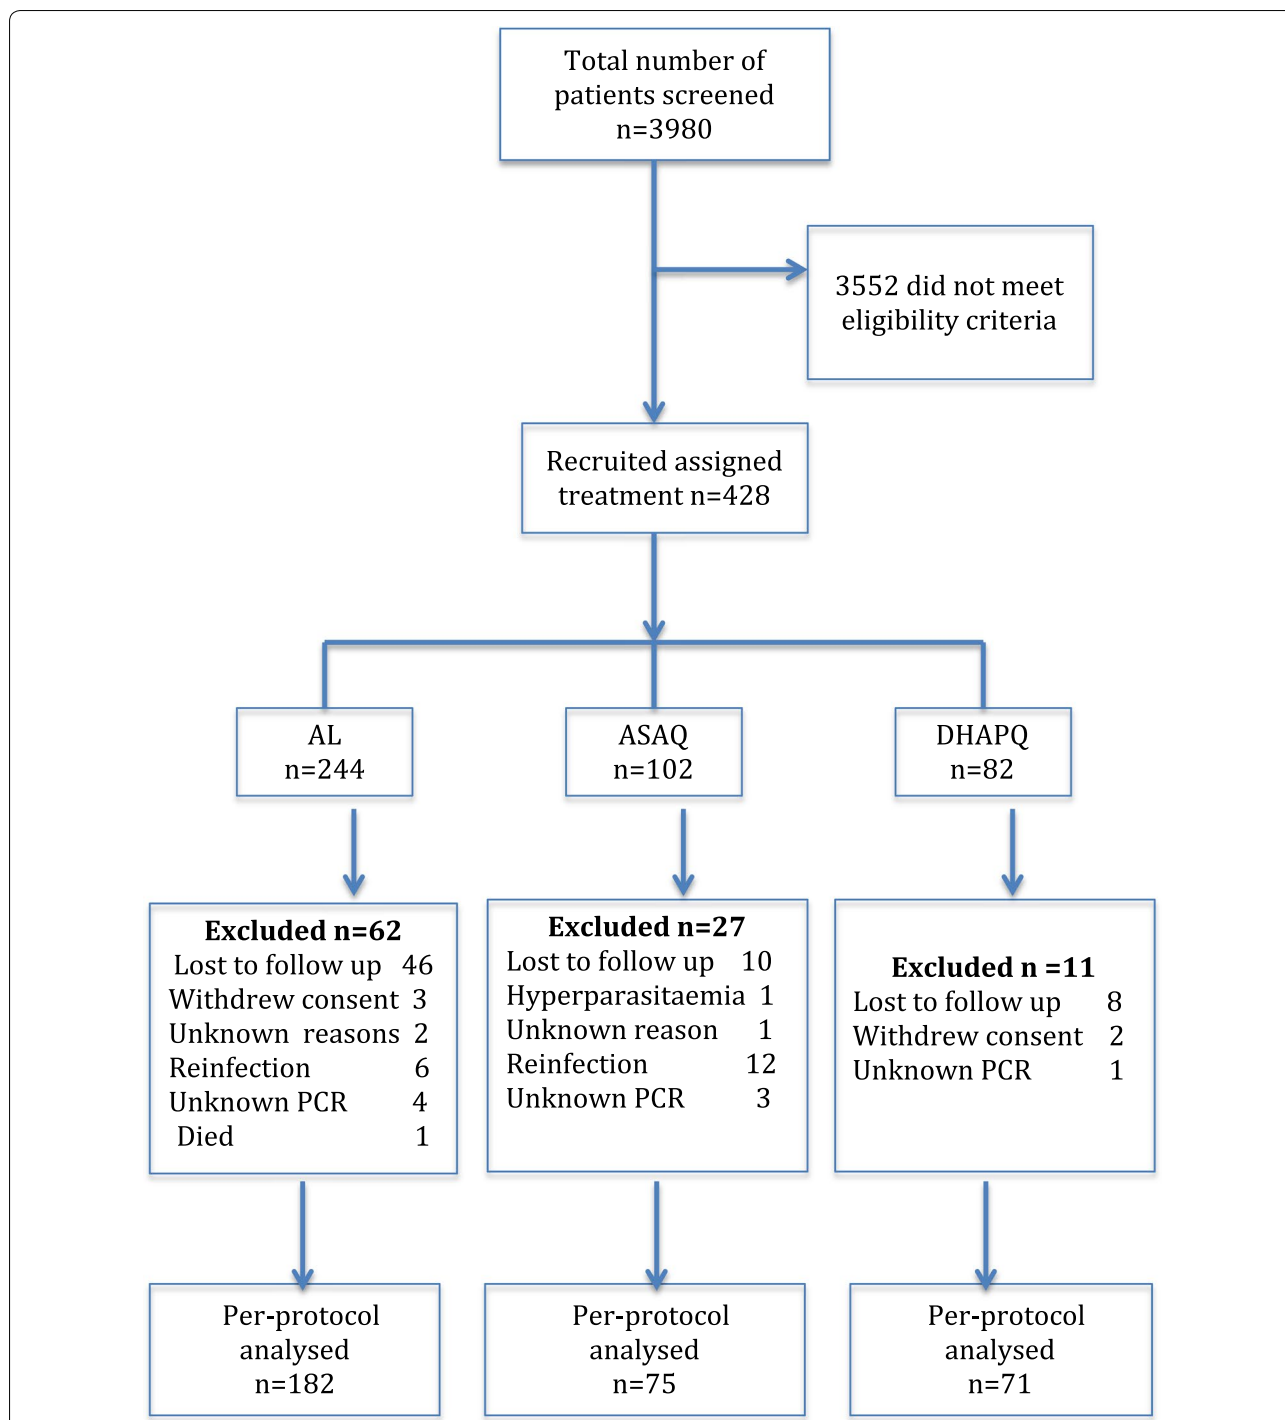 Total number of
patients screened
n=3980
3552 did not meet
eligibility criteria
Recruited assigned
treatment n=428
AL
n=244
ASAQ
n=102
DHAPQ
n=82
Excluded n=62
Lost to follow up 46
Withdrew consent 3
Unknown reasons 2
Reinfection 6
Unknown PCR 4
Died 1
Excluded n=27
Lost to follow up 10
Hyperparasitaemia 1
Unknown reason 1
Reinfection 12
Unknown PCR 3
Excluded n =11
Lost to follow up 8
Withdrew consent 2
Unknown PCR 1
Per-protocol
analysed
n=182
Per-protocol
analysed
n=75
Per-protocol
analysed
n=71